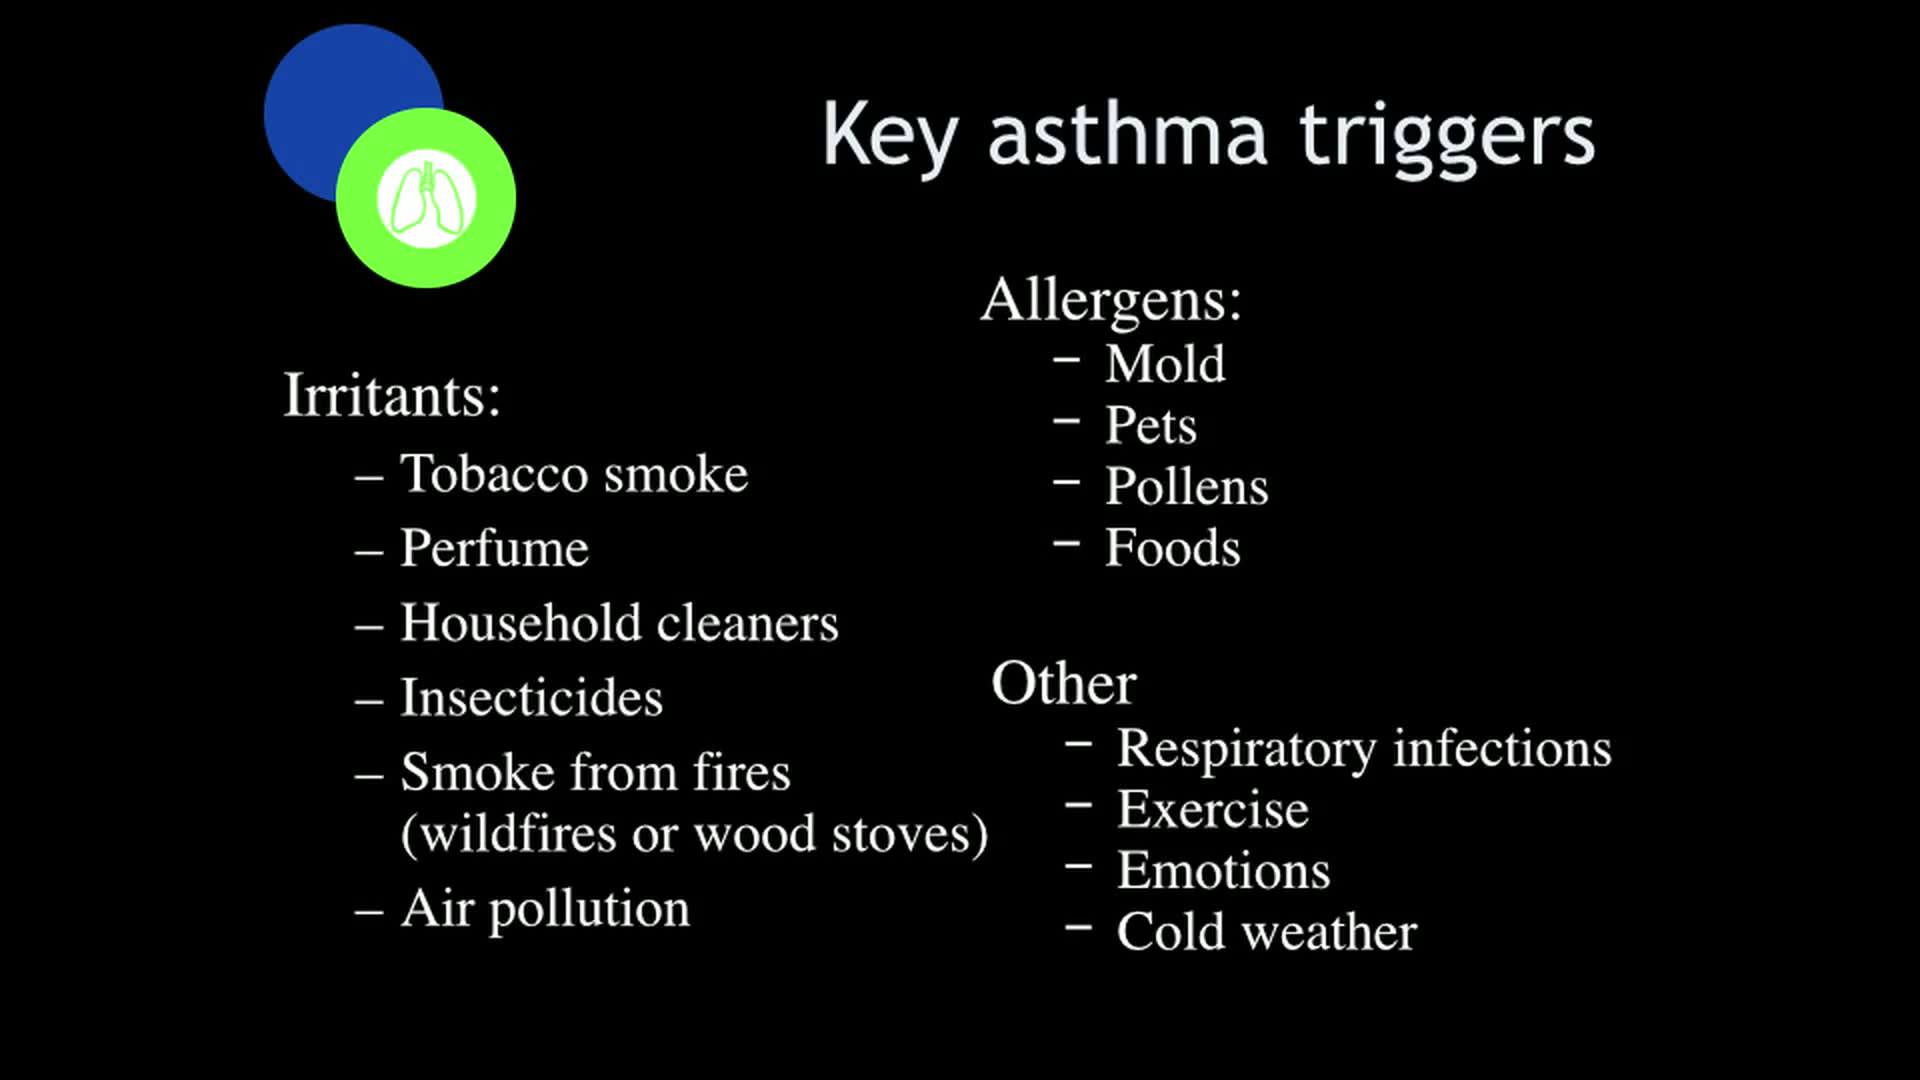 Key asthma triggers
Irritants:
– Tobacco smoke
– Perfume
– Household cleaners
– Insecticides
– Smoke from fires
(wildfires or wood stoves)
– Air pollution
Allergens:
– Mold
– Pets
– Pollens
– Foods
Other
– Respiratory infections
– Exercise
– Emotions
– Cold weather